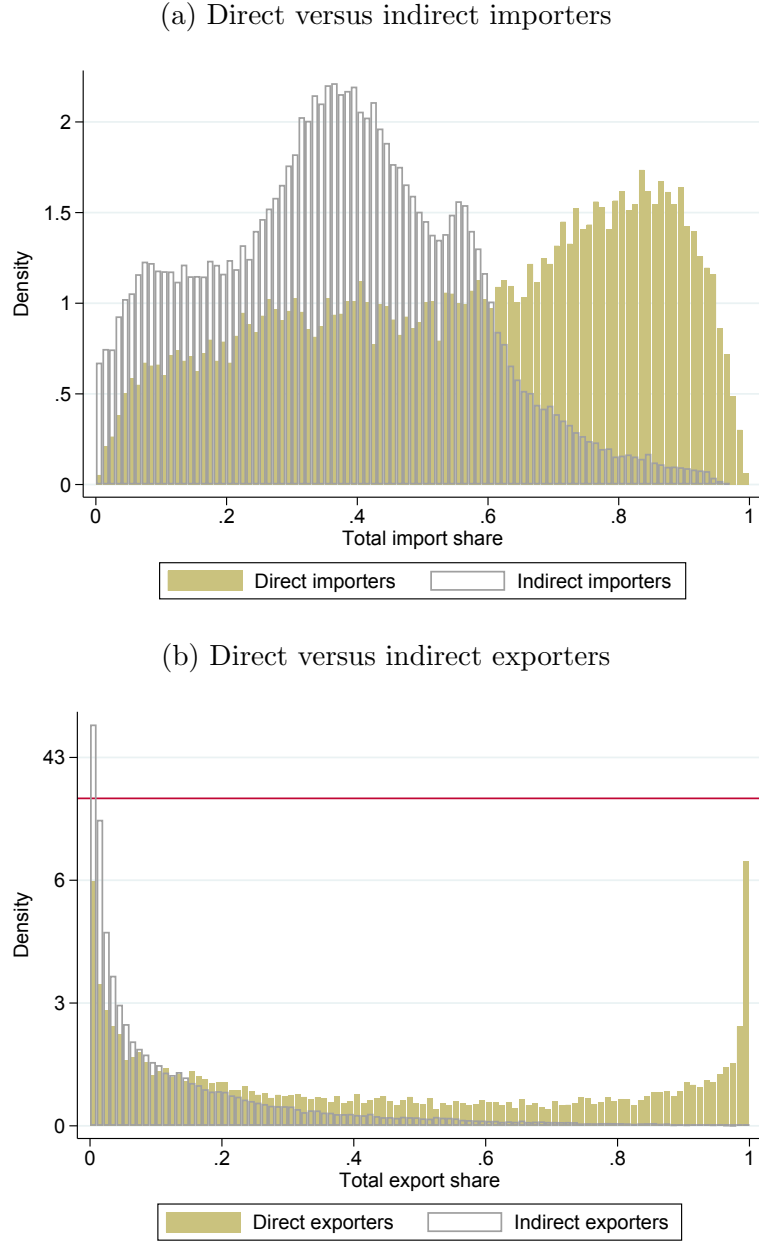 (a) Direct versus indirect importers
2
1.5
1
.5
0
Density
0 .2 .4 .6 .8 1
Total import share
Direct importers Indirect importers
(b) Direct versus indirect exporters
43
6
3
0
Density
0 .2 .4 .6 .8 1
Total export share
Direct exporters Indirect exporters